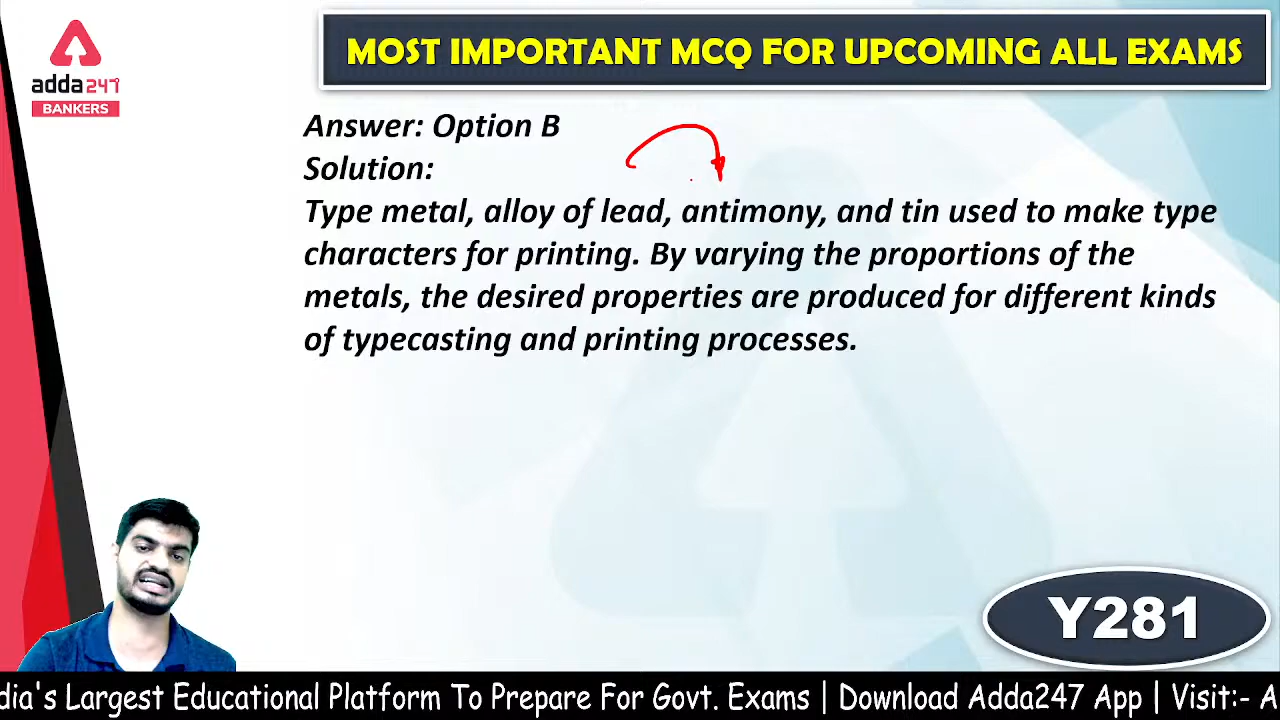 MOST IMPORTANT MCQ FOR UPCOMING ALL EXAMS
adda247
BANKERS
Answer: Option B
Solution:
Type metal, alloy of lead, antimony, and tin used to make type
characters for printing. By varying the proportions of the
metals, the desired properties are produced for different kinds
of typecasting and printing processes.
Y281
dia's Largest Educational Platform To Prepare For Govt. Exams | Download Adda247 App | Visit:- A